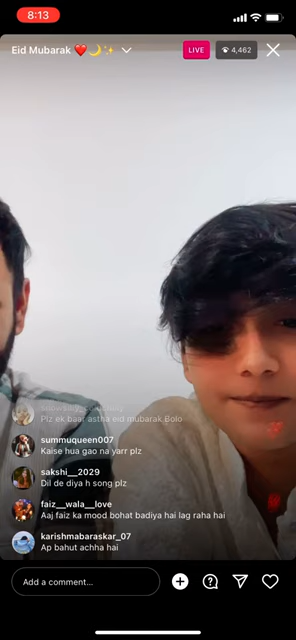 8:13
Eid Mubarak ❤️🌙✨
LIVE
4,462
Plz ek baar astha eid mubarak Bolo
summuqueen007
Kaise hua gao na yarr plz
sakshi__2029
Dil de diya h song plz
faiz__wala__love
Aaj faiz ka mood bohat badiya hai lag raha hai
karishmabaraskar_07
Ap bahut achha hai
Add a comment...